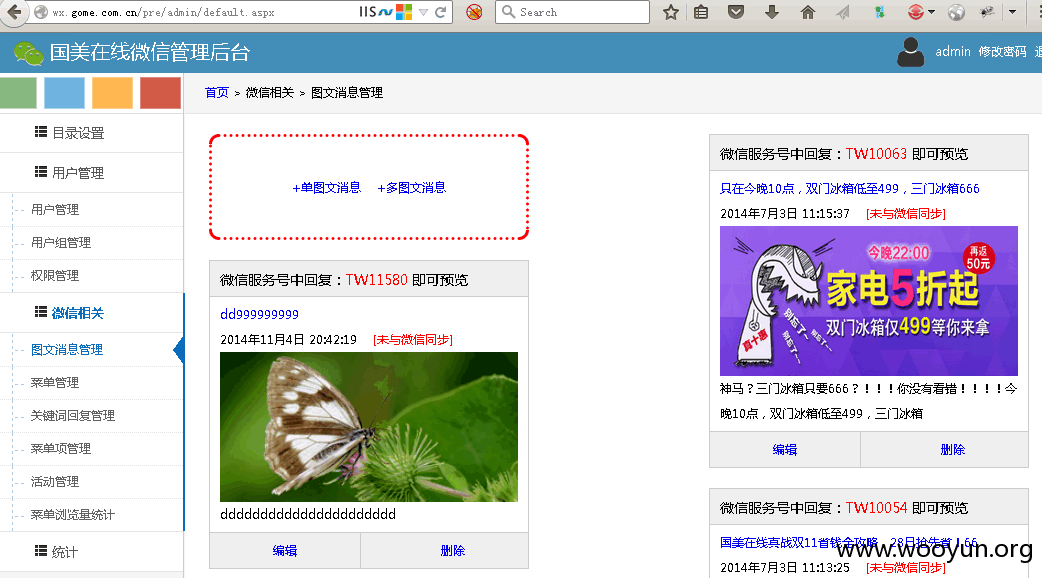 wx.gome.com.cn/pre/admin/default.aspx
IIS
Search
国美在线微信管理后台
admin 修改密码
首页 » 微信相关 » 图文消息管理
目录设置
用户管理
用户管理
用户组管理
权限管理
微信相关
图文消息管理
菜单管理
关键词回复管理
菜单项管理
活动管理
菜单浏览量统计
统计
+单图文消息 +多图文消息
微信服务号中回复：TW11580 即可预览
dd999999999
2014年11月4日 20:42:19 [未与微信同步]
dddddddddddddddddddddd
编辑 删除
微信服务号中回复：TW10063 即可预览
只在今晚10点，双门冰箱低至499，三门冰箱666
2014年7月3日 11:15:37 [未与微信同步]
今晚22:00
再返
50元
家电5折起
双门冰箱仅499等你来拿
真十惠
别忘了~
别忘了~
神马？三门冰箱只要666？！！！！你没有看错！！！！今
晚10点，双门冰箱低至499，三门冰箱
编辑 删除
微信服务号中回复：TW10054 即可预览
国美在线真战双11省钱全攻略，28日抢先省！66
www.wooyun.org
2014年7月3日 11:13:25 [未与微信同步]